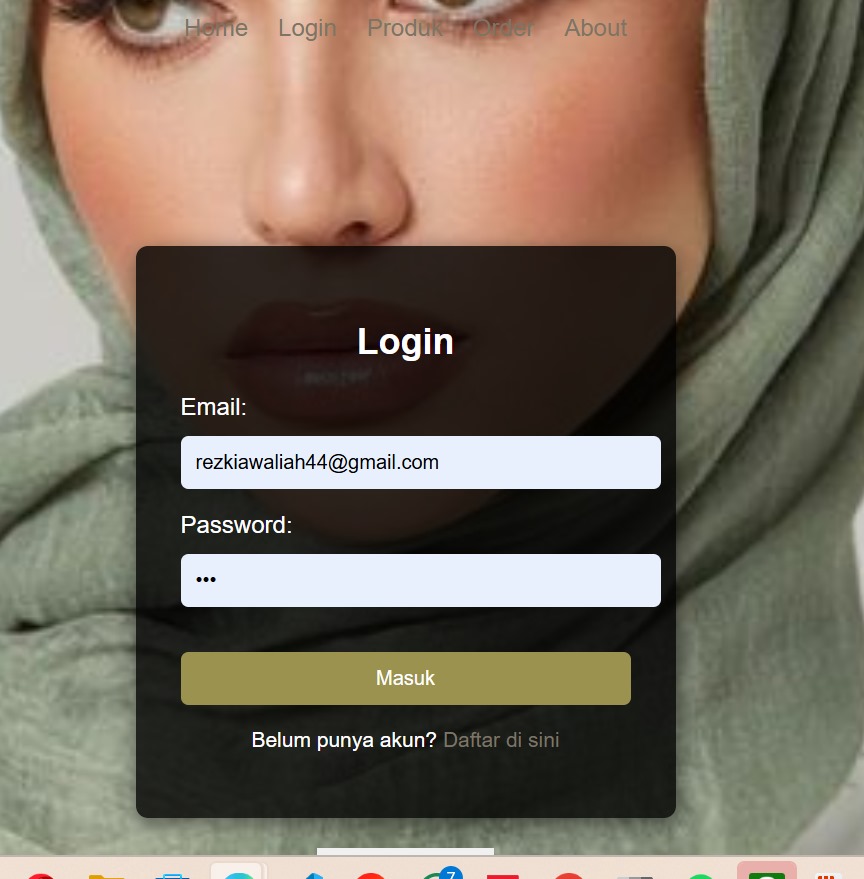 Home Login Produk Order About
Login
Email:
rezkiawaliah44@gmail.com
Password:
•••
Masuk
Belum punya akun? Daftar di sini
7